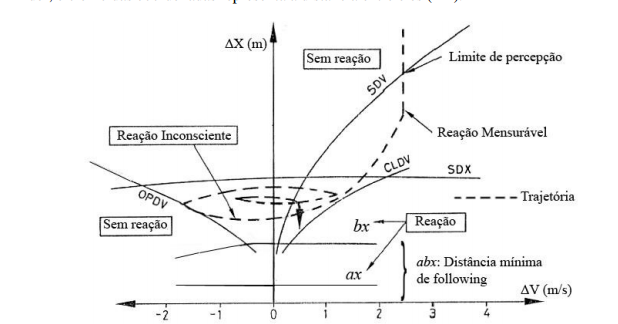 ΔX (m)
Sem reação
Limite de percepção
SDV
Reação Mensurável
Reação Inconsciente
CLDV
SDX
OPDV
Trajetória
Sem reação
bx
Reação
ax
abx: Distância mínima
de following
ΔV (m/s)
-2 -1 0 1 2 3 4